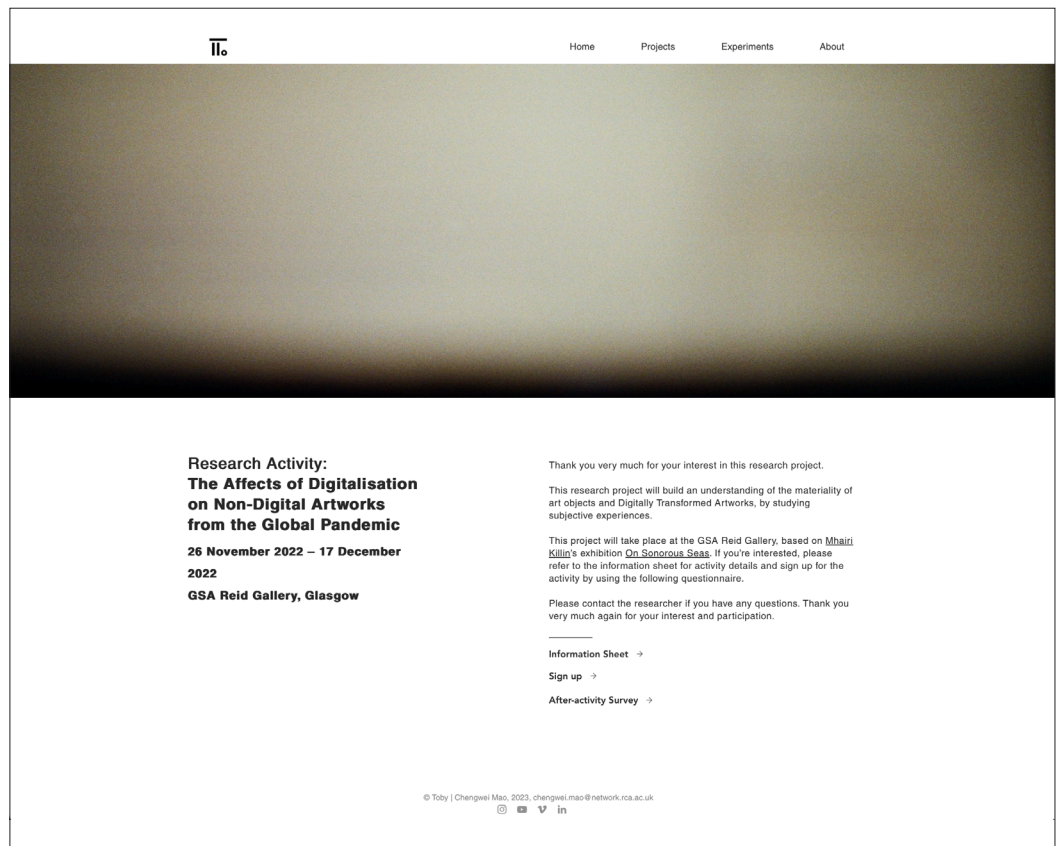 Home Projects Experiments About
Research Activity:
The Affects of Digitalisation
on Non-Digital Artworks
from the Global Pandemic
26 November 2022 – 17 December
2022
GSA Reid Gallery, Glasgow
Thank you very much for your interest in this research project.
This research project will build an understanding of the materiality of
art objects and Digitally Transformed Artworks, by studying
subjective experiences.
This project will take place at the GSA Reid Gallery, based on Mhairi
Killin's exhibition On Sonorous Seas. If you're interested, please
refer to the information sheet for activity details and sign up for the
activity by using the following questionnaire.
Please contact the researcher if you have any questions. Thank you
very much again for your interest and participation.
Information Sheet →
Sign up →
After-activity Survey →
© Toby | Chengwei Mao, 2023, chengwei.mao@network.rca.ac.uk